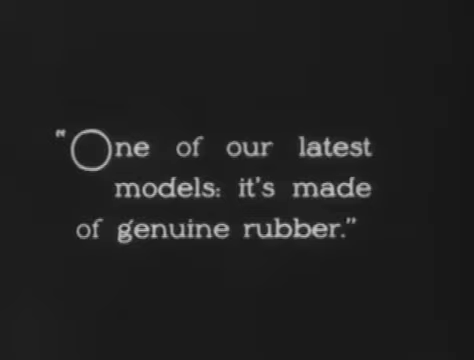 "One of our latest
models: it's made
of genuine rubber."